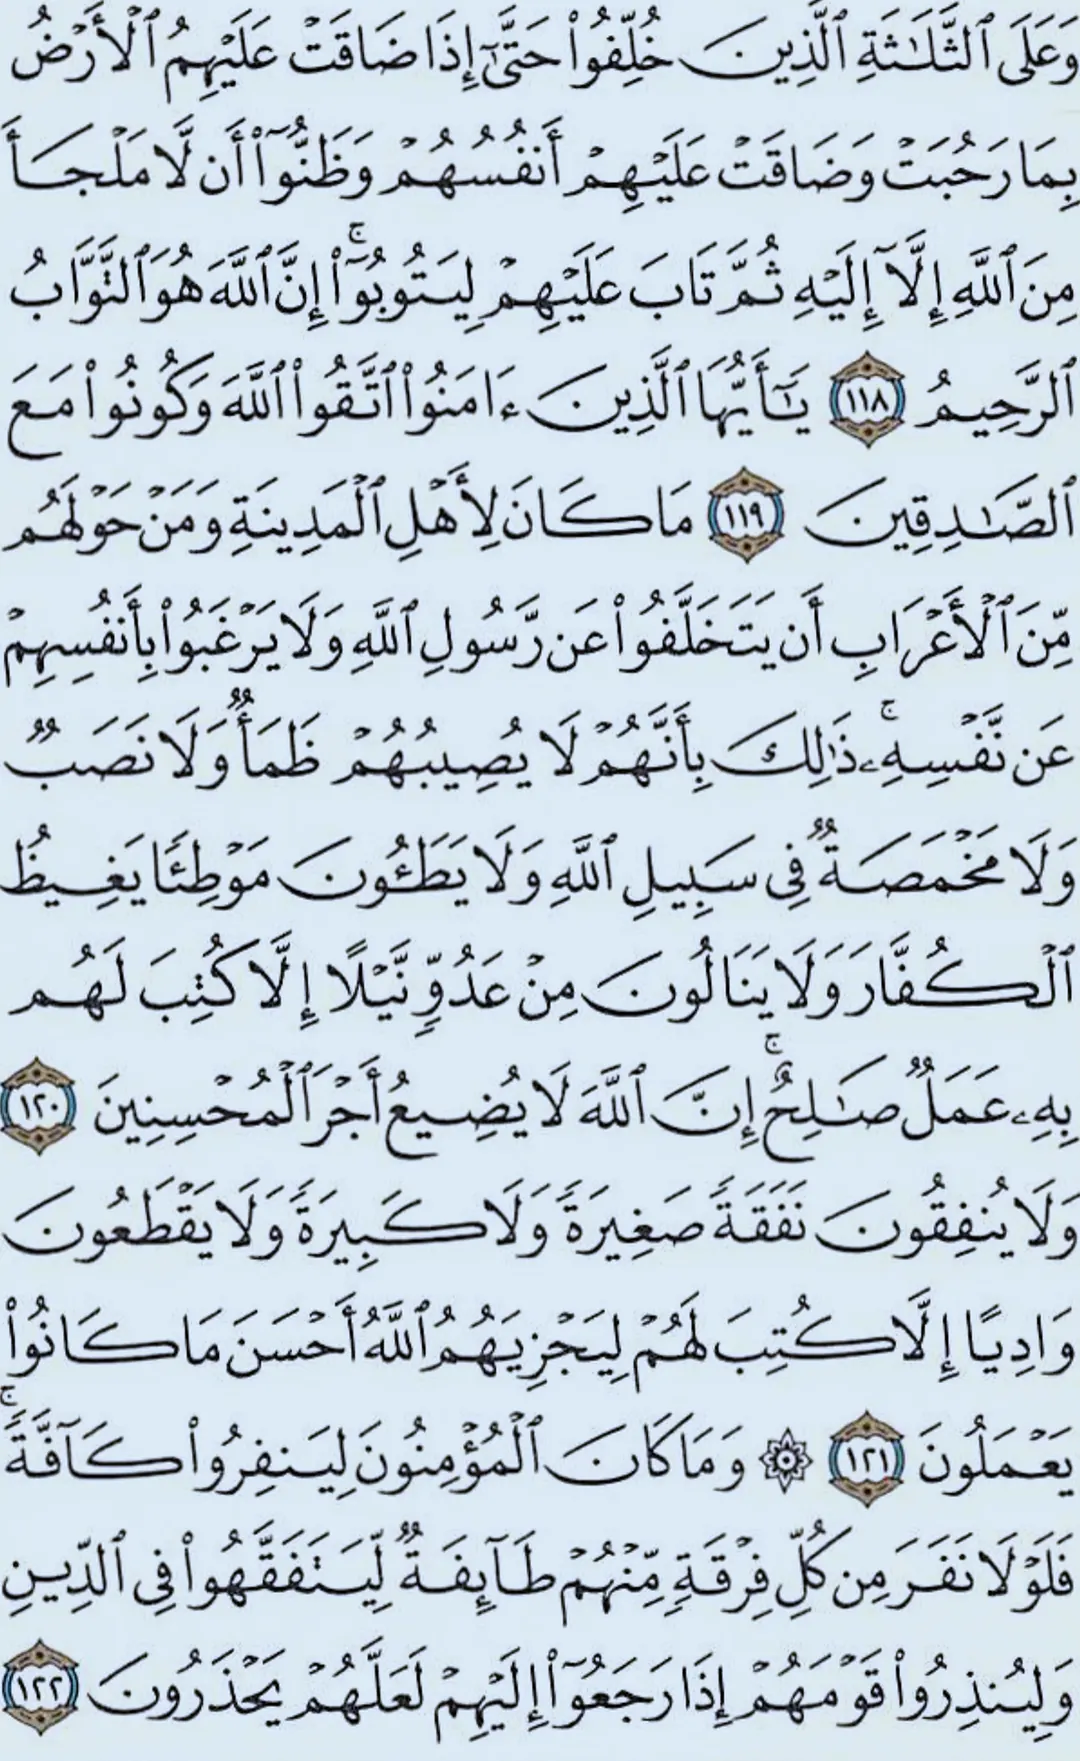 وَعَلَى ٱلثَّلَٰثَةِ ٱلَّذِينَ خُلِّفُوا۟ حَتَّىٰٓ إِذَا ضَاقَتْ عَلَيْهِمُ ٱلْأَرْضُ
بِمَا رَحُبَتْ وَضَاقَتْ عَلَيْهِمْ أَنفُسُهُمْ وَظَنُّوٓا۟ أَن لَّا مَلْجَأَ
مِنَ ٱللَّهِ إِلَّآ إِلَيْهِ ثُمَّ تَابَ عَلَيْهِمْ لِيَتُوبُوٓا۟ ۚ إِنَّ ٱللَّهَ هُوَ ٱلتَّوَّابُ
ٱلرَّحِيمُ ١١٨ يَٰٓأَيُّهَا ٱلَّذِينَ ءَامَنُوا۟ ٱتَّقُوا۟ ٱللَّهَ وَكُونُوا۟ مَعَ
ٱلصَّٰدِقِينَ ١١٩ مَا كَانَ لِأَهْلِ ٱلْمَدِينَةِ وَمَنْ حَوْلَهُم
مِّنَ ٱلْأَعْرَابِ أَن يَتَخَلَّفُوا۟ عَن رَّسُولِ ٱللَّهِ وَلَا يَرْغَبُوا۟ بِأَنفُسِهِمْ
عَن نَّفْسِهِۦ ۚ ذَٰلِكَ بِأَنَّهُمْ لَا يُصِيبُهُمْ ظَمَأٌ وَلَا نَصَبٌ
وَلَا مَخْمَصَةٌ فِى سَبِيلِ ٱللَّهِ وَلَا يَطَـُٔونَ مَوْطِئًا يَغِيظُ
ٱلْكُفَّارَ وَلَا يَنَالُونَ مِنْ عَدُوٍّ نَّيْلًا إِلَّا كُتِبَ لَهُم
بِهِۦ عَمَلٌ صَٰلِحٌ ۚ إِنَّ ٱللَّهَ لَا يُضِيعُ أَجْرَ ٱلْمُحْسِنِينَ ١٢٠
وَلَا يُنفِقُونَ نَفَقَةً صَغِيرَةً وَلَا كَبِيرَةً وَلَا يَقْطَعُونَ
وَادِيًا إِلَّا كُتِبَ لَهُمْ لِيَجْزِيَهُمُ ٱللَّهُ أَحْسَنَ مَا كَانُوا۟
يَعْمَلُونَ ١٢١ ۞ وَمَا كَانَ ٱلْمُؤْمِنُونَ لِيَنفِرُوا۟ كَآفَّةً ۚ
فَلَوْلَا نَفَرَ مِن كُلِّ فِرْقَةٍ مِّنْهُمْ طَآئِفَةٌ لِّيَتَفَقَّهُوا۟ فِى ٱلدِّينِ
وَلِيُنذِرُوا۟ قَوْمَهُمْ إِذَا رَجَعُوٓا۟ إِلَيْهِمْ لَعَلَّهُمْ يَحْذَرُونَ ١٢٢